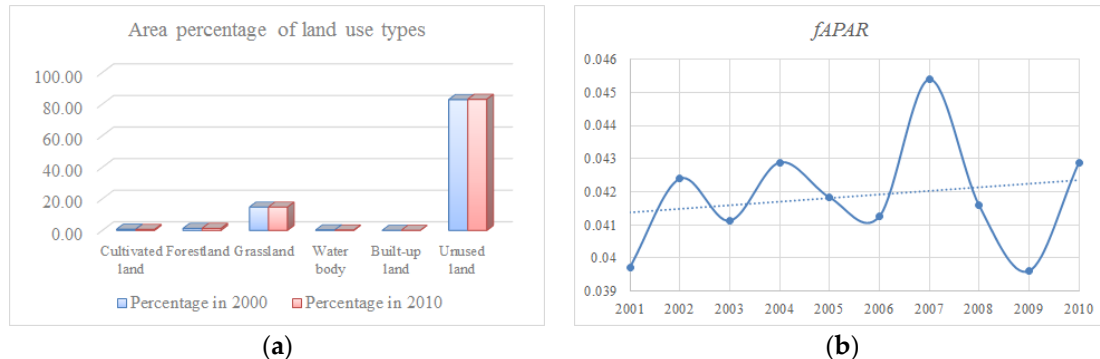 Area percentage of land use types
100.00
80.00
60.00
40.00
20.00
0.00
Cultivated land
Forestland
Grassland
Water body
Built-up land
Unused land
Percentage in 2000
Percentage in 2010
(a)
fAPAR
0.046
0.045
0.044
0.043
0.042
0.041
0.04
0.039
2001 2002 2003 2004 2005 2006 2007 2008 2009 2010
(b)